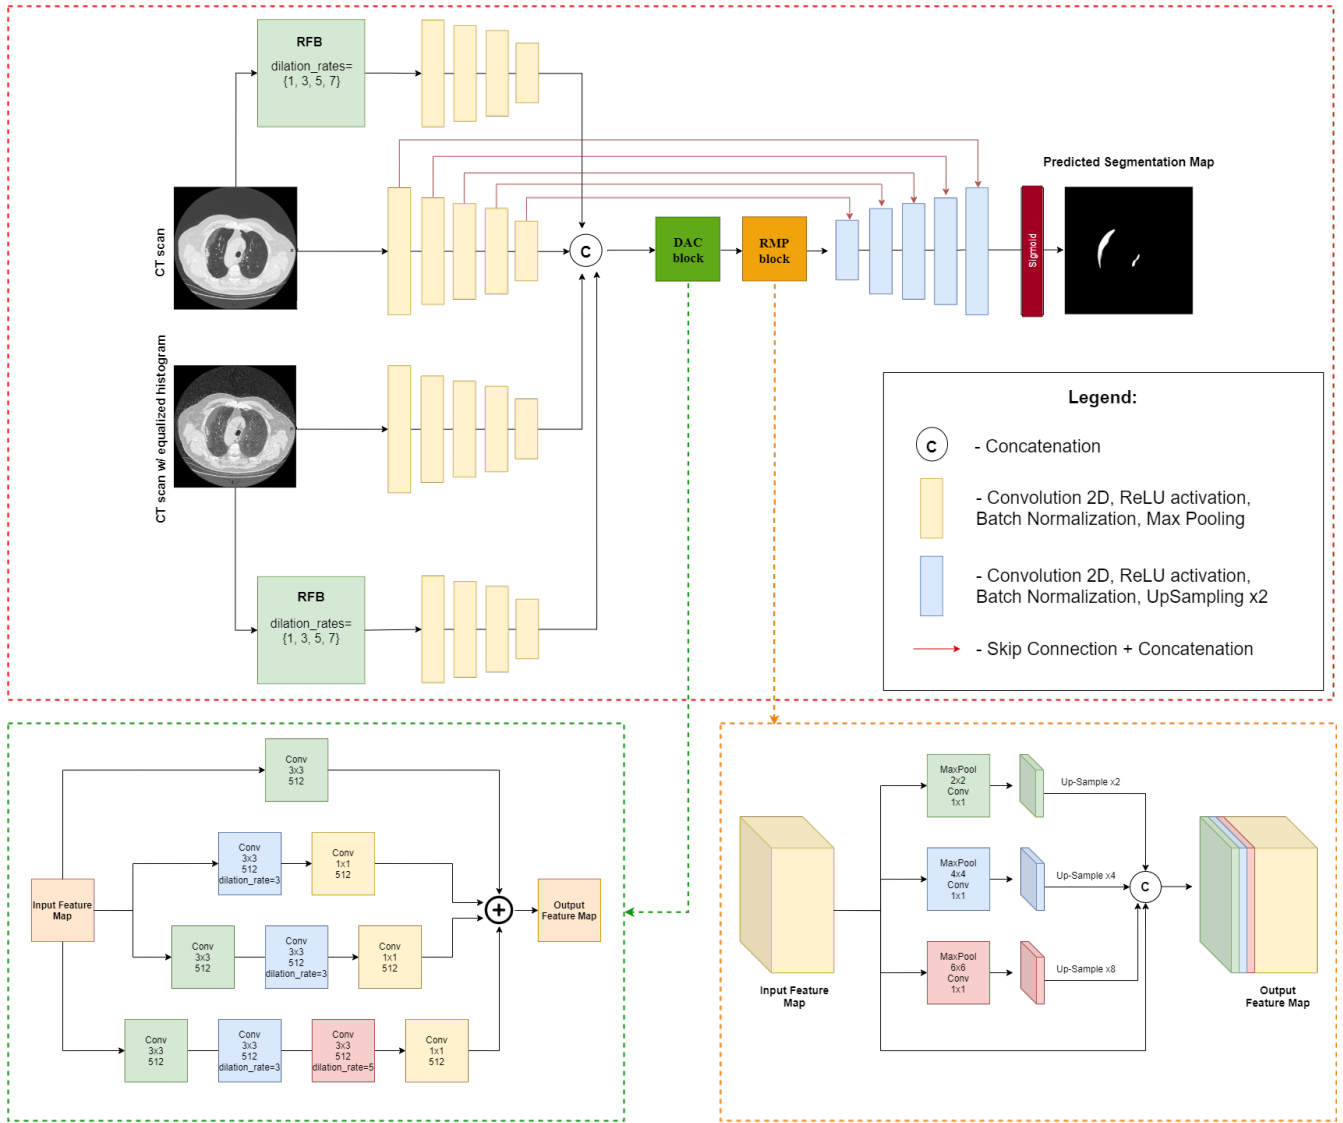 RFB
dilation_rates=
{1, 3, 5, 7}
CT scan
C
DAC
block
RMP
block
Sigmoid
Predicted Segmentation Map
CT scan w/ equalized histogram
RFB
dilation_rates=
{1, 3, 5, 7}
Legend:
C
- Concatenation
- Convolution 2D, ReLU activation,
Batch Normalization, Max Pooling
- Convolution 2D, ReLU activation,
Batch Normalization, UpSampling x2
- Skip Connection + Concatenation
Input Feature
Map
Conv
3x3
512
Conv
3x3
512
dilation_rate=3
Conv
1x1
512
Conv
3x3
512
Conv
3x3
512
dilation_rate=3
Conv
1x1
512
Conv
3x3
512
Conv
3x3
512
dilation_rate=3
Conv
3x3
512
dilation_rate=5
Conv
1x1
512
+
Output
Feature Map
Input Feature
Map
MaxPool
2x2
Conv
1x1
Up-Sample x2
MaxPool
4x4
Conv
1x1
Up-Sample x4
MaxPool
6x6
Conv
1x1
Up-Sample x8
C
Output
Feature Map